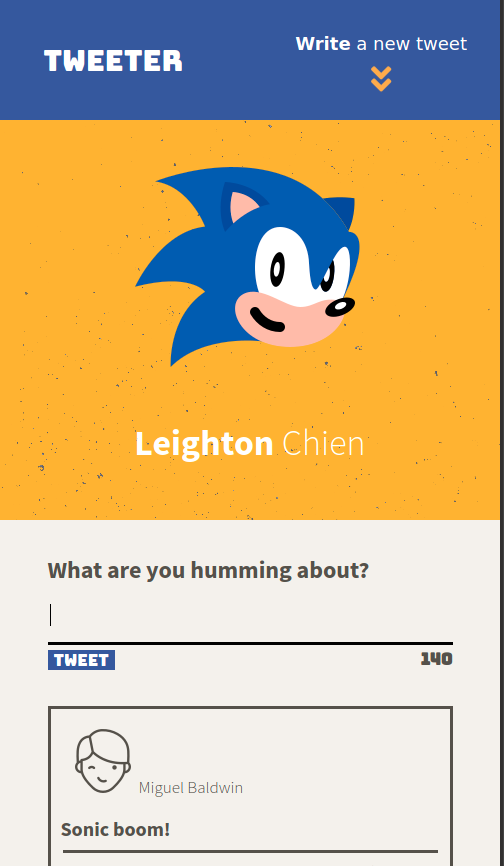 TWEETER
Write a new tweet
Leighton Chien
What are you humming about?
TWEET
140
Miguel Baldwin
Sonic boom!